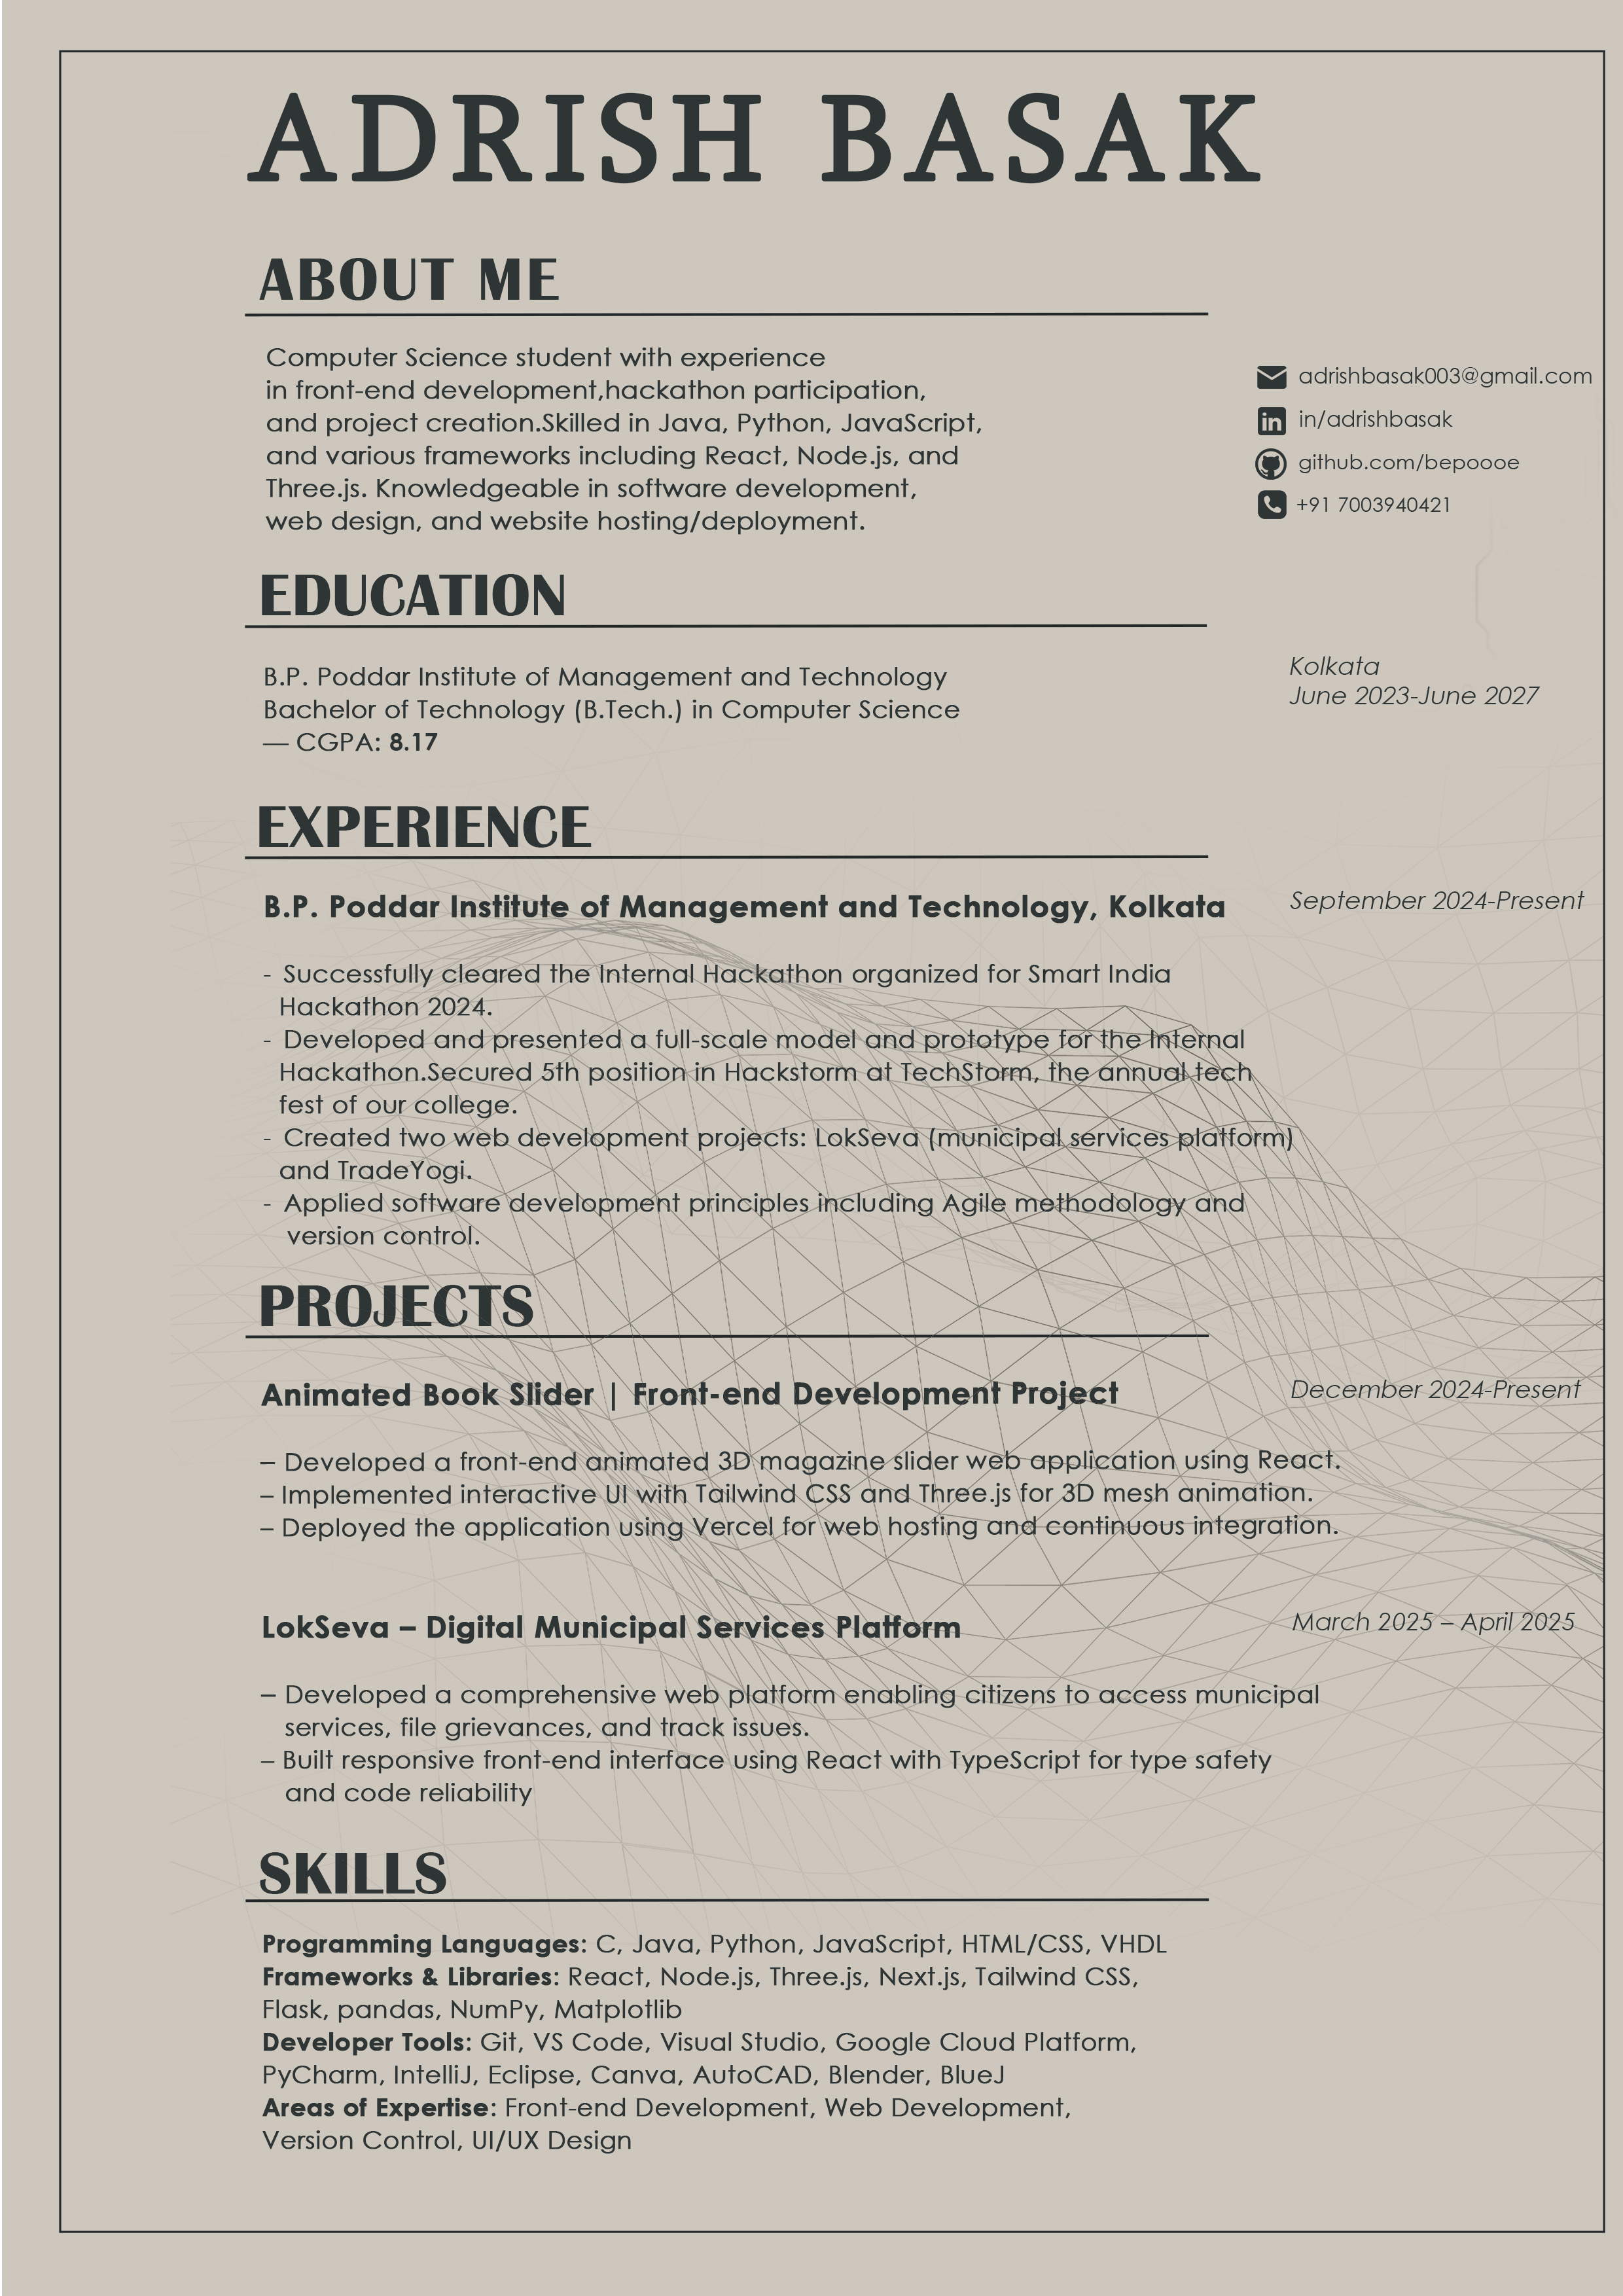 ADRISH BASAK
ABOUT ME
Computer Science student with experience
in front-end development,hackathon participation,
and project creation.Skilled in Java, Python, JavaScript,
and various frameworks including React, Node.js, and
Three.js. Knowledgeable in software development,
web design, and website hosting/deployment.
adrishbasak003@gmail.com
in/adrishbasak
github.com/bepoooe
+91 7003940421
EDUCATION
B.P. Poddar Institute of Management and Technology
Bachelor of Technology (B.Tech.) in Computer Science
— CGPA: 8.17
Kolkata
June 2023-June 2027
EXPERIENCE
B.P. Poddar Institute of Management and Technology, Kolkata
September 2024-Present
- Successfully cleared the Internal Hackathon organized for Smart India
Hackathon 2024.
- Developed and presented a full-scale model and prototype for the Internal
Hackathon.Secured 5th position in Hackstorm at TechStorm, the annual tech
fest of our college.
- Created two web development projects: LokSeva (municipal services platform)
and TradeYogi.
- Applied software development principles including Agile methodology and
version control.
PROJECTS
Animated Book Slider | Front-end Development Project
December 2024-Present
– Developed a front-end animated 3D magazine slider web application using React.
– Implemented interactive UI with Tailwind CSS and Three.js for 3D mesh animation.
– Deployed the application using Vercel for web hosting and continuous integration.
LokSeva – Digital Municipal Services Platform
March 2025 – April 2025
– Developed a comprehensive web platform enabling citizens to access municipal
services, file grievances, and track issues.
– Built responsive front-end interface using React with TypeScript for type safety
and code reliability
SKILLS
Programming Languages: C, Java, Python, JavaScript, HTML/CSS, VHDL
Frameworks & Libraries: React, Node.js, Three.js, Next.js, Tailwind CSS,
Flask, pandas, NumPy, Matplotlib
Developer Tools: Git, VS Code, Visual Studio, Google Cloud Platform,
PyCharm, IntelliJ, Eclipse, Canva, AutoCAD, Blender, BlueJ
Areas of Expertise: Front-end Development, Web Development,
Version Control, UI/UX Design